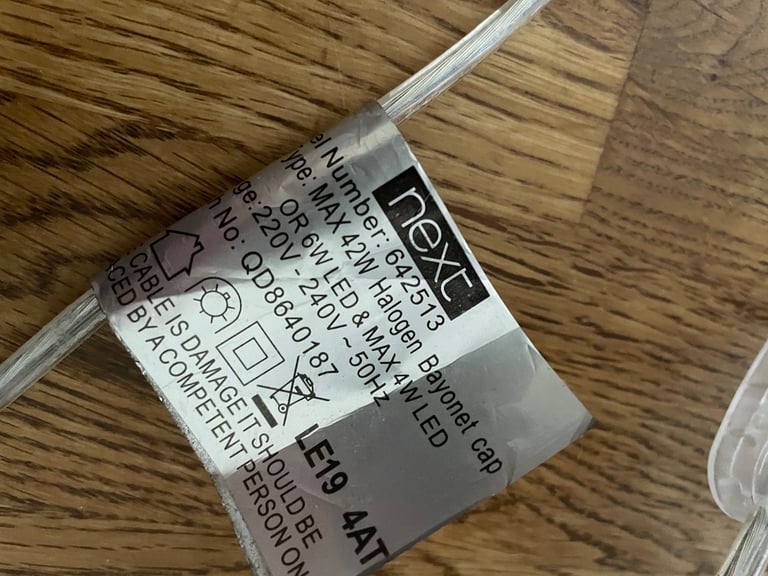 next
el Number: 642513
ype: MAX 42W Halogen Bayonet cap
OR 6W LED & MAX 4W LED
ge:220V - 240V ~ 50Hz
n No: QD8640187
LE19 4AT
CABLE IS DAMAGE IT SHOULD BE
RCED BY A COMPETENT PERSON ON